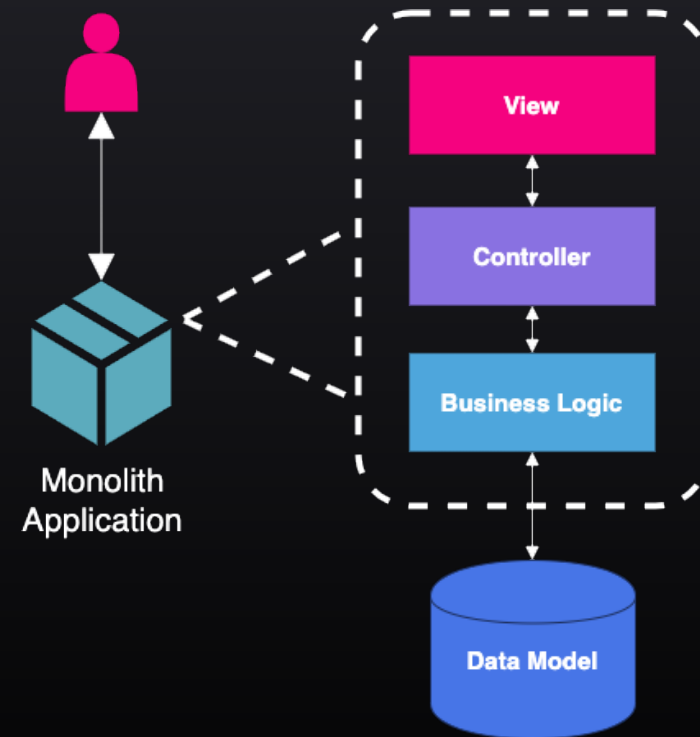 View
Controller
Business Logic
Monolith
Application
Data Model